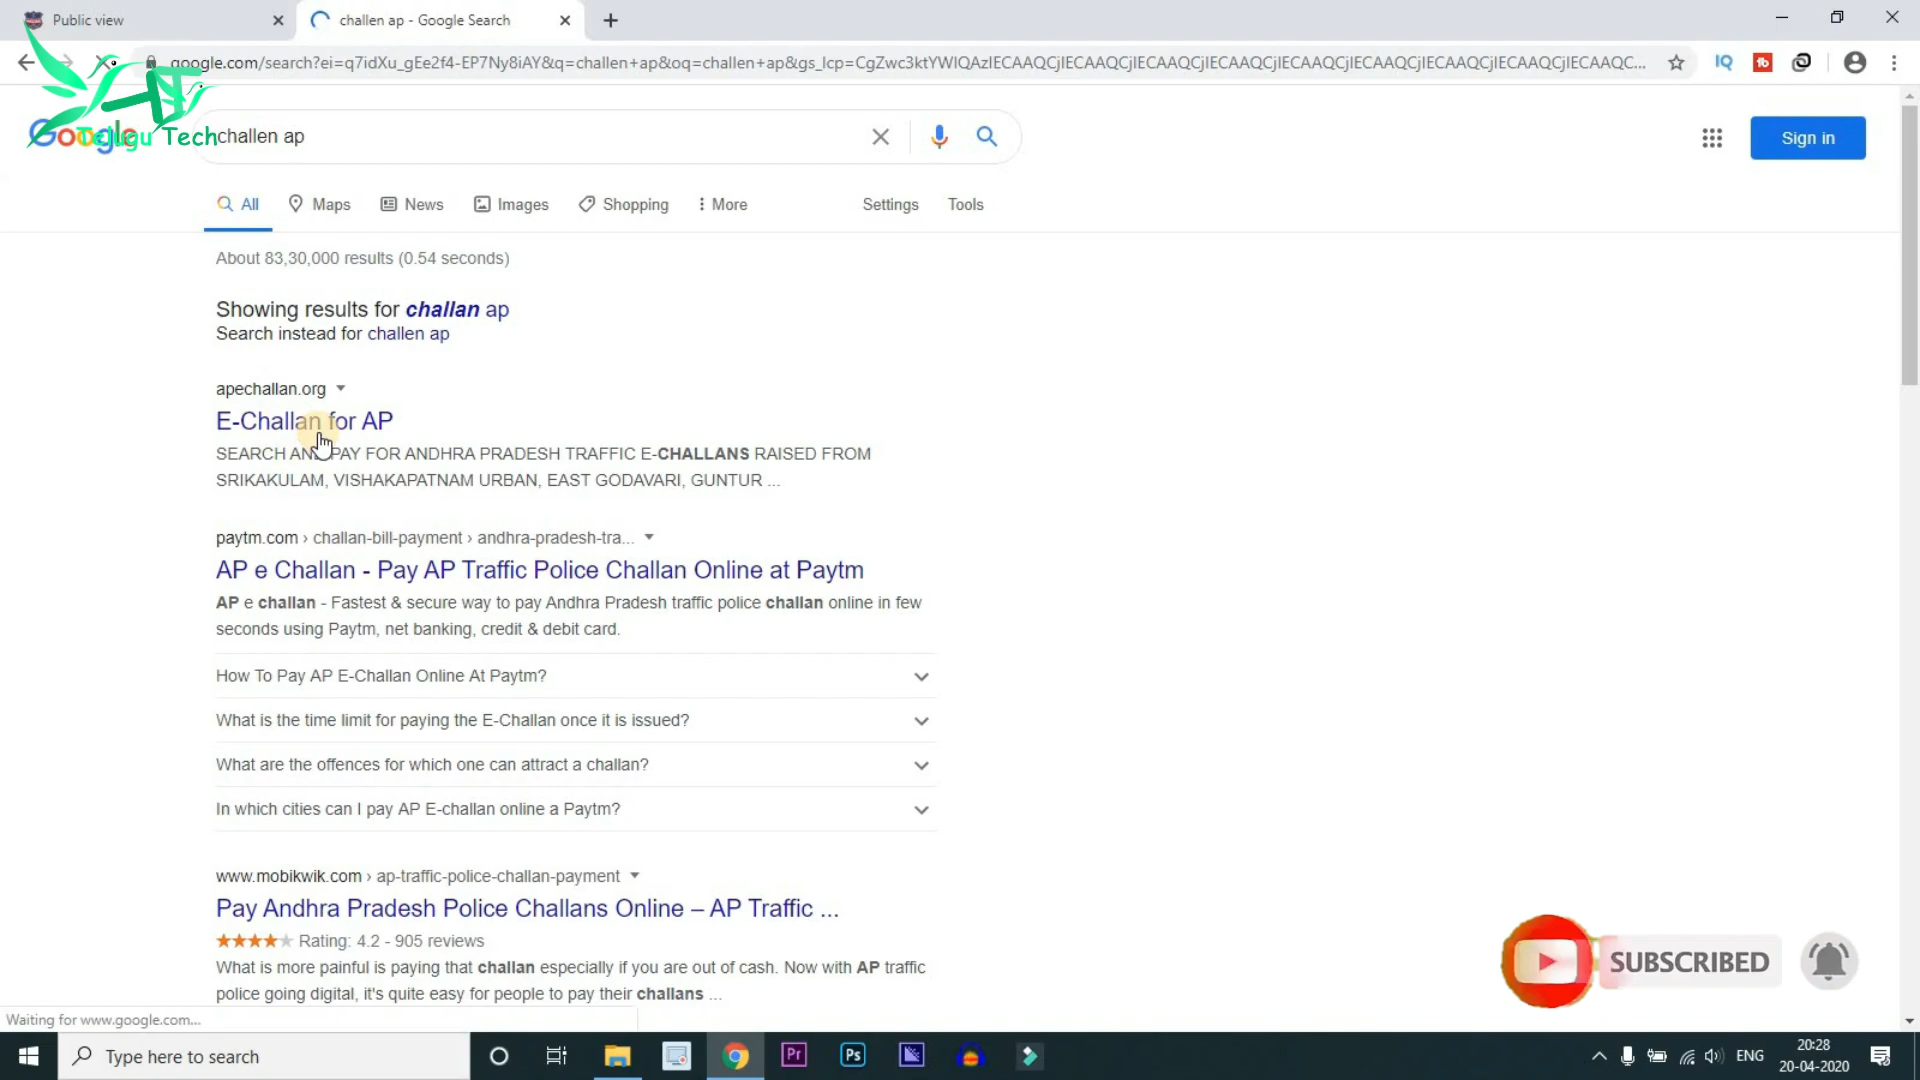 Public view
challen ap - Google Search
google.com/search?ei=q7idXu_gEe2f4-EP7Ny8iAY&q=challen+ap&oq=challen+ap&gs_lcp=CgZwc3ktYWIQAzIECAAQCjIECAAQCjIECAAQCjIECAAQCjIECAAQCjIECAAQCjIECAAQCjIECAAQC...
IQ
AT
Telugu Tech
Google
challen ap
Sign in
All
Maps
News
Images
Shopping
More
Settings
Tools
About 83,30,000 results (0.54 seconds)
Showing results for challan ap
Search instead for challen ap
apechallan.org
E-Challan for AP
SEARCH AND PAY FOR ANDHRA PRADESH TRAFFIC E-CHALLANS RAISED FROM
SRIKAKULAM, VISHAKAPATNAM URBAN, EAST GODAVARI, GUNTUR ...
paytm.com › challan-bill-payment › andhra-pradesh-tra...
AP e Challan - Pay AP Traffic Police Challan Online at Paytm
AP e challan - Fastest & secure way to pay Andhra Pradesh traffic police challan online in few
seconds using Paytm, net banking, credit & debit card.
How To Pay AP E-Challan Online At Paytm?
What is the time limit for paying the E-Challan once it is issued?
What are the offences for which one can attract a challan?
In which cities can I pay AP E-challan online a Paytm?
www.mobikwik.com › ap-traffic-police-challan-payment
Pay Andhra Pradesh Police Challans Online – AP Traffic ...
Rating: 4.2 - 905 reviews
What is more painful is paying that challan especially if you are out of cash. Now with AP traffic
police going digital, it's quite easy for people to pay their challans ...
SUBSCRIBED
Waiting for www.google.com...
Type here to search
Pr
Ps
ENG
20:28
20-04-2020